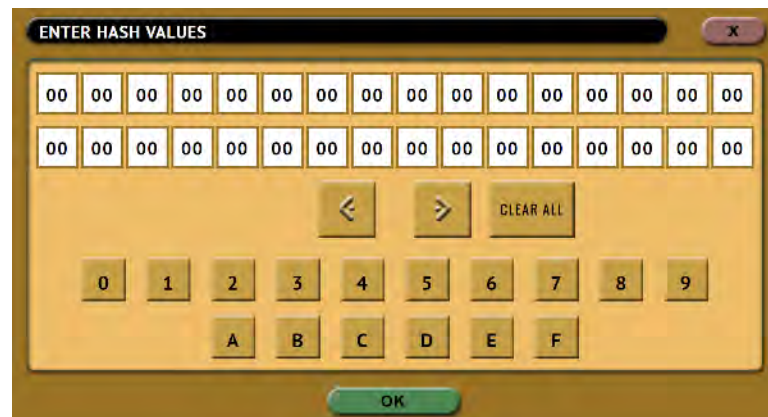 ENTER HASH VALUES X
00 00 00 00 00 00 00 00 00 00 00 00 00 00 00 00
00 00 00 00 00 00 00 00 00 00 00 00 00 00 00 00
< > CLEAR ALL
0 1 2 3 4 5 6 7 8 9
A B C D E F
OK